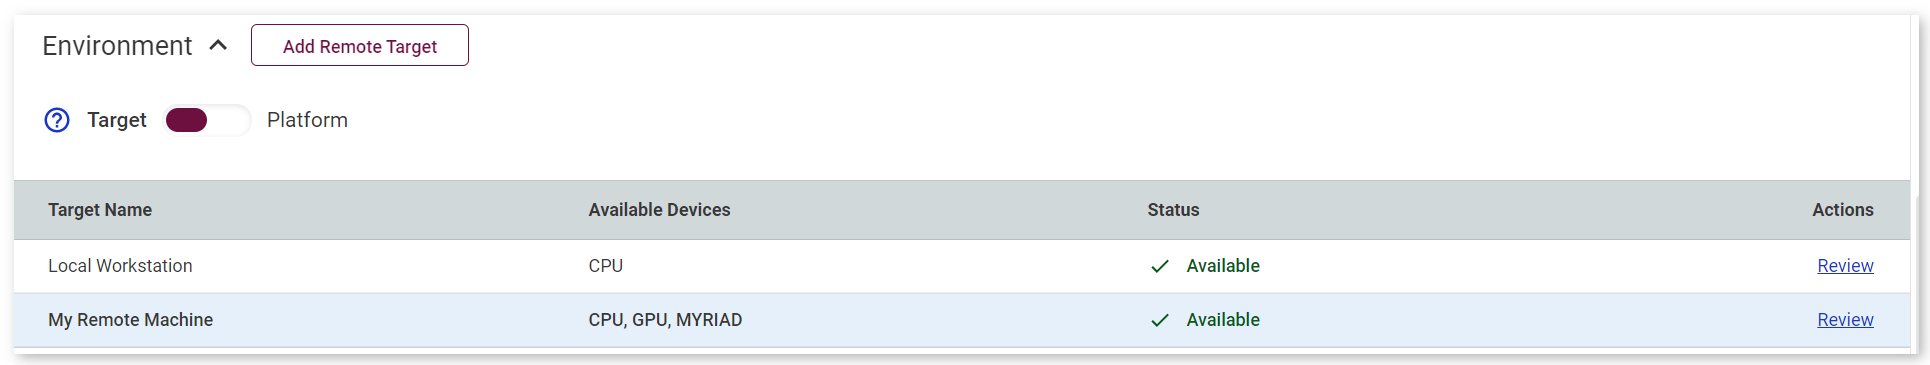 Environment Add Remote Target
? Target Platform
Target Name Available Devices Status Actions
Local Workstation CPU Available Review
My Remote Machine CPU, GPU, MYRIAD Available Review